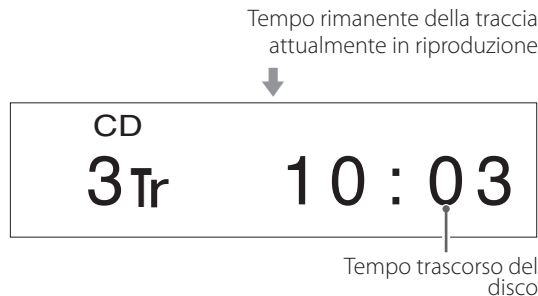 Tempo rimanente della traccia
attualmente in riproduzione
CD
3Tr 10:03
Tempo trascorso del
disco